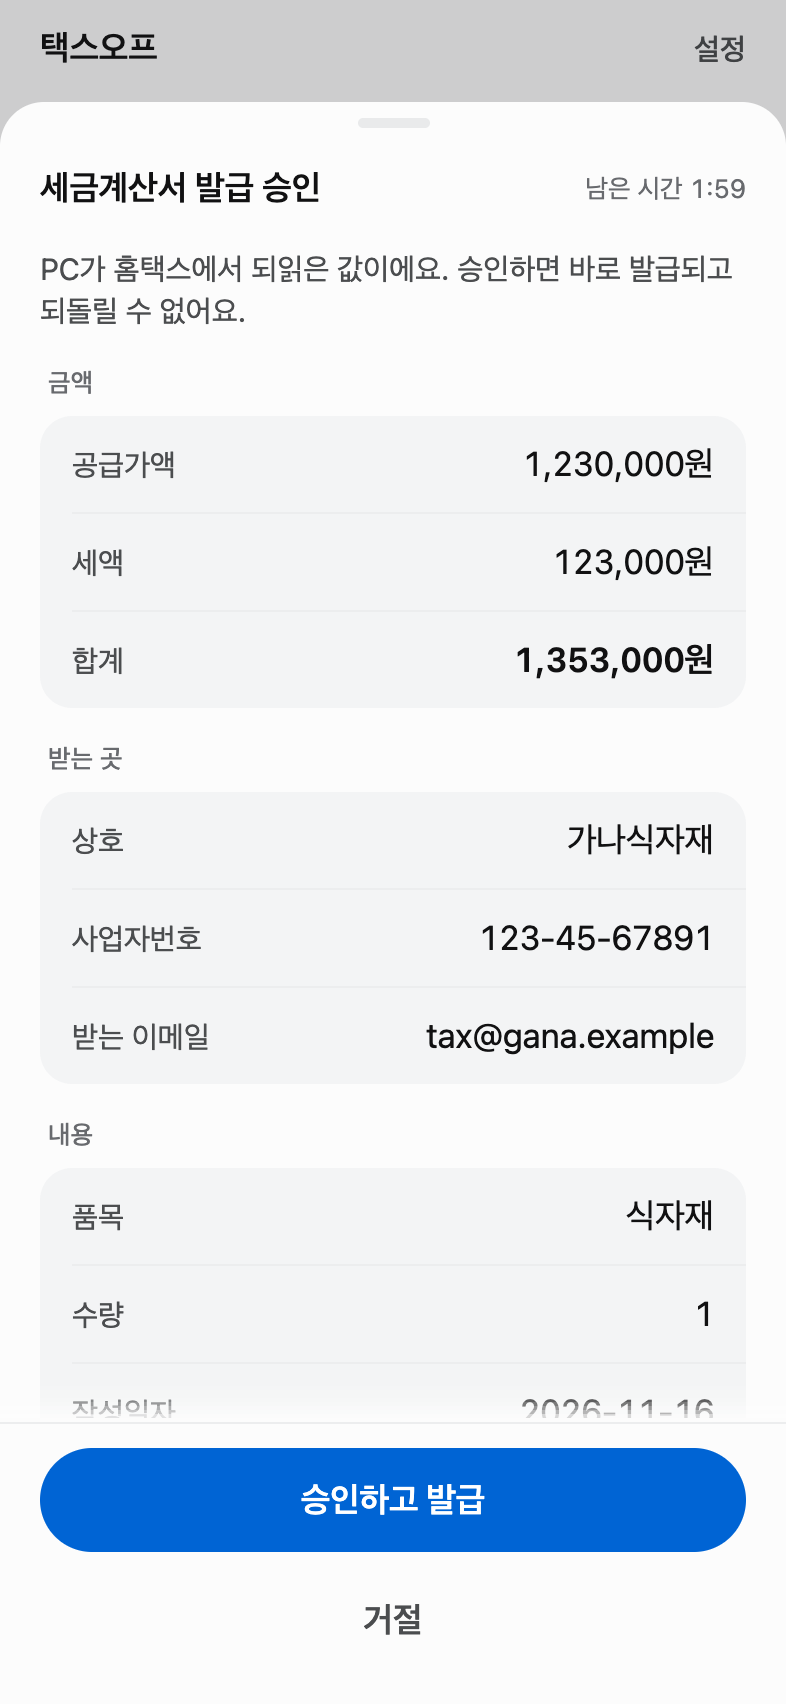 택스오프
설정
세금계산서 발급 승인
남은 시간 1:59
PC가 홈택스에서 되읽은 값이에요. 승인하면 바로 발급되고
되돌릴 수 없어요.
금액
공급가액
1,230,000원
세액
123,000원
합계
1,353,000원
받는 곳
상호
가나식자재
사업자번호
123-45-67891
받는 이메일
tax@gana.example
내용
품목
식자재
수량
1
작성일자
2026-11-16
승인하고 발급
거절